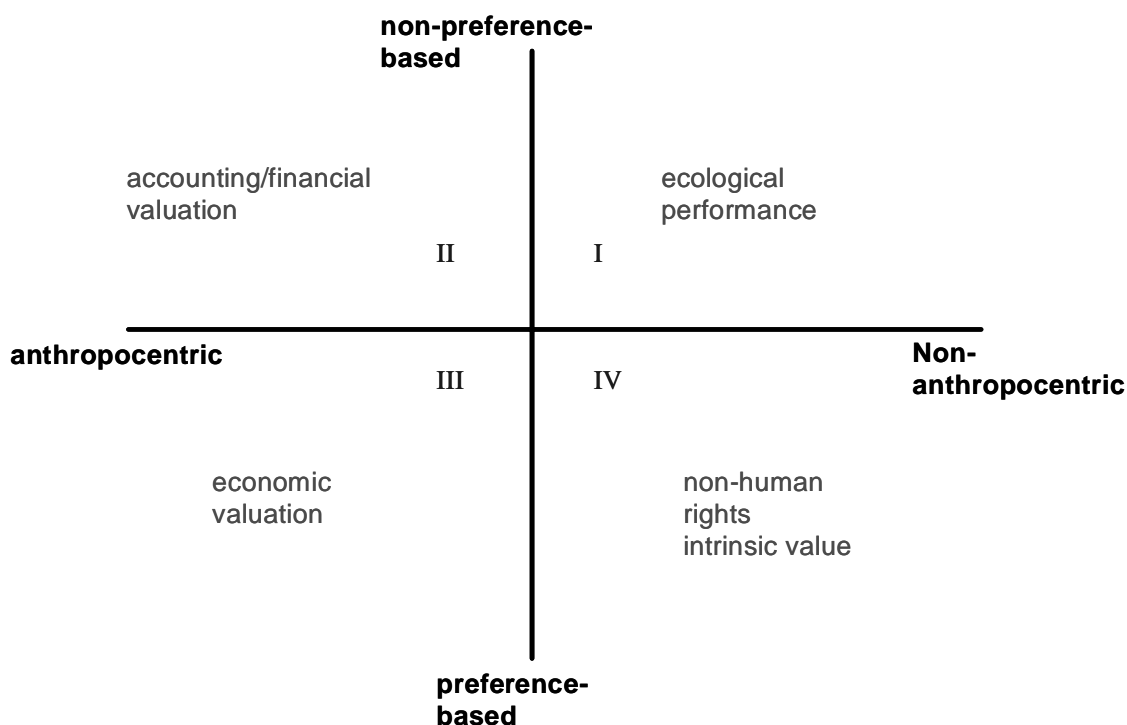 non-preference-
based
accounting/financial
valuation
ecological
performance
II
I
anthropocentric
Non-
anthropocentric
III
IV
economic
valuation
non-human
rights
intrinsic value
preference-
based